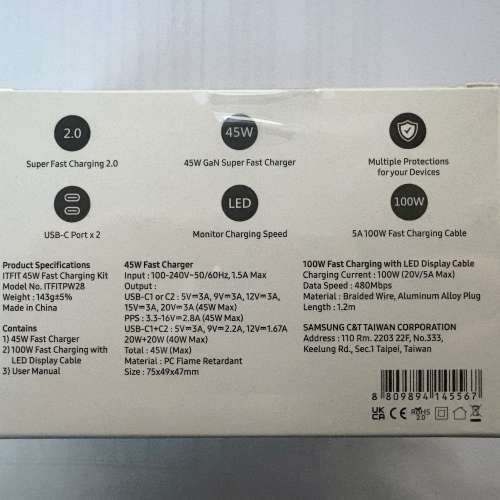 2.0
Super Fast Charging 2.0
45W
45W GaN Super Fast Charger
Multiple Protections
for your Devices
USB-C Port x 2
LED
Monitor Charging Speed
100W
5A 100W Fast Charging Cable
Product Specifications
ITFIT 45W Fast Charging Kit
Model No. ITFITPW28
Weight : 143g±5%
Made in China
Contains
1) 45W Fast Charger
2) 100W Fast Charging with
LED Display Cable
3) User Manual
45W Fast Charger
Input : 100-240V~50/60Hz, 1.5A Max
Output :
USB-C1 or C2 : 5V⎓3A, 9V⎓3A, 12V⎓3A,
15V⎓3A, 20V⎓3A (45W Max)
PPS : 3.3-16V⎓2.8A (45W Max)
USB-C1+C2 : 5V⎓3A, 9V⎓2.2A, 12V⎓1.67A
20W+20W (40W Max)
Total : 45W (Max)
Material : PC Flame Retardant
Size : 75x49x47mm
100W Fast Charging with LED Display Cable
Charging Current : 100W (20V/5A Max)
Data Speed : 480Mbps
Material : Braided Wire, Aluminum Alloy Plug
Length : 1.2m
SAMSUNG C&T TAIWAN CORPORATION
Address : 110 Rm. 2203 22F, No.333,
Keelung Rd., Sec.1 Taipei, Taiwan
8 809894 145567
UK
CA
CE
RoHS
2.0